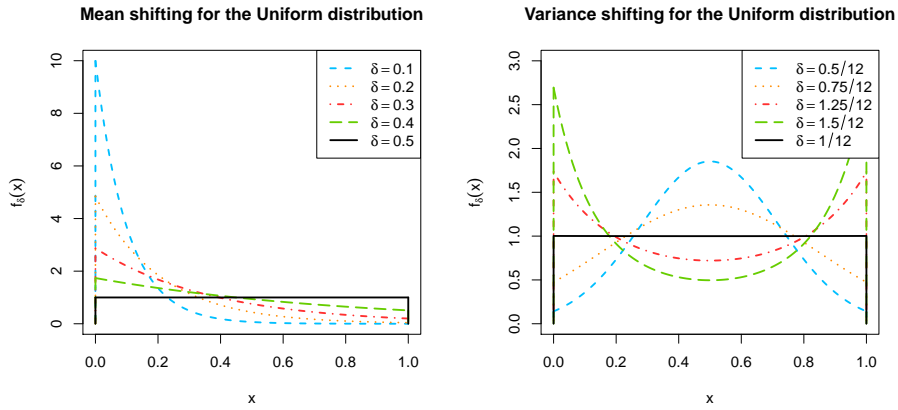 Mean shifting for the Uniform distribution
fδ(x)
10
8
6
4
2
0
δ = 0.1
δ = 0.2
δ = 0.3
δ = 0.4
δ = 0.5
0.0 0.2 0.4 0.6 0.8 1.0
x
Variance shifting for the Uniform distribution
fδ(x)
3.0
2.5
2.0
1.5
1.0
0.5
0.0
δ = 0.5/12
δ = 0.75/12
δ = 1.25/12
δ = 1.5/12
δ = 1/12
0.0 0.2 0.4 0.6 0.8 1.0
x